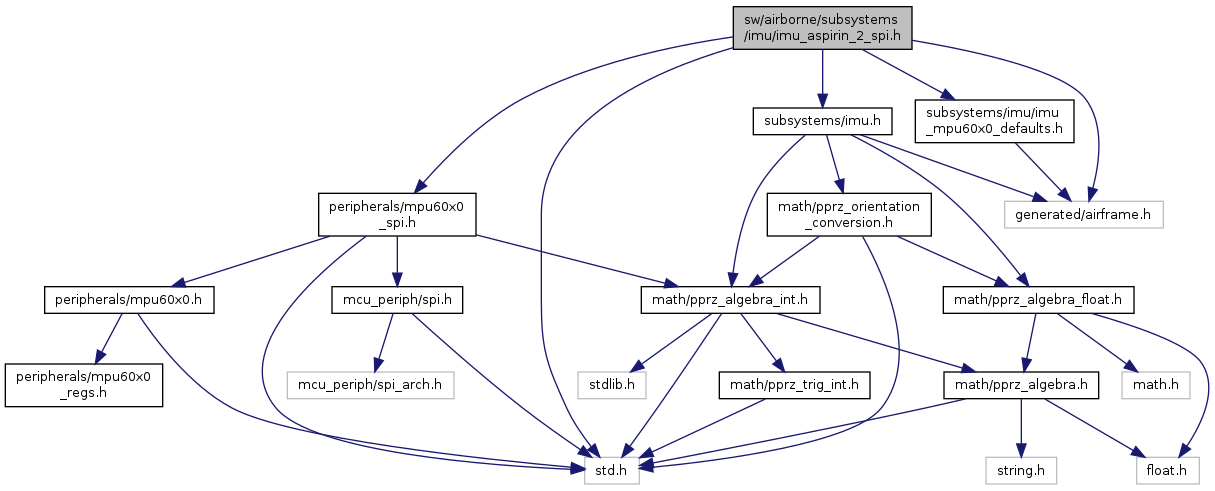 sw/airborne/subsystems
/imu/imu_aspirin_2_spi.h
subsystems/imu.h
subsystems/imu/imu
_mpu60x0_defaults.h
peripherals/mpu60x0
_spi.h
math/pprz_orientation
_conversion.h
generated/airframe.h
peripherals/mpu60x0.h
mcu_periph/spi.h
math/pprz_algebra_int.h
math/pprz_algebra_float.h
peripherals/mpu60x0
_regs.h
mcu_periph/spi_arch.h
stdlib.h
math/pprz_trig_int.h
math/pprz_algebra.h
math.h
std.h
string.h
float.h